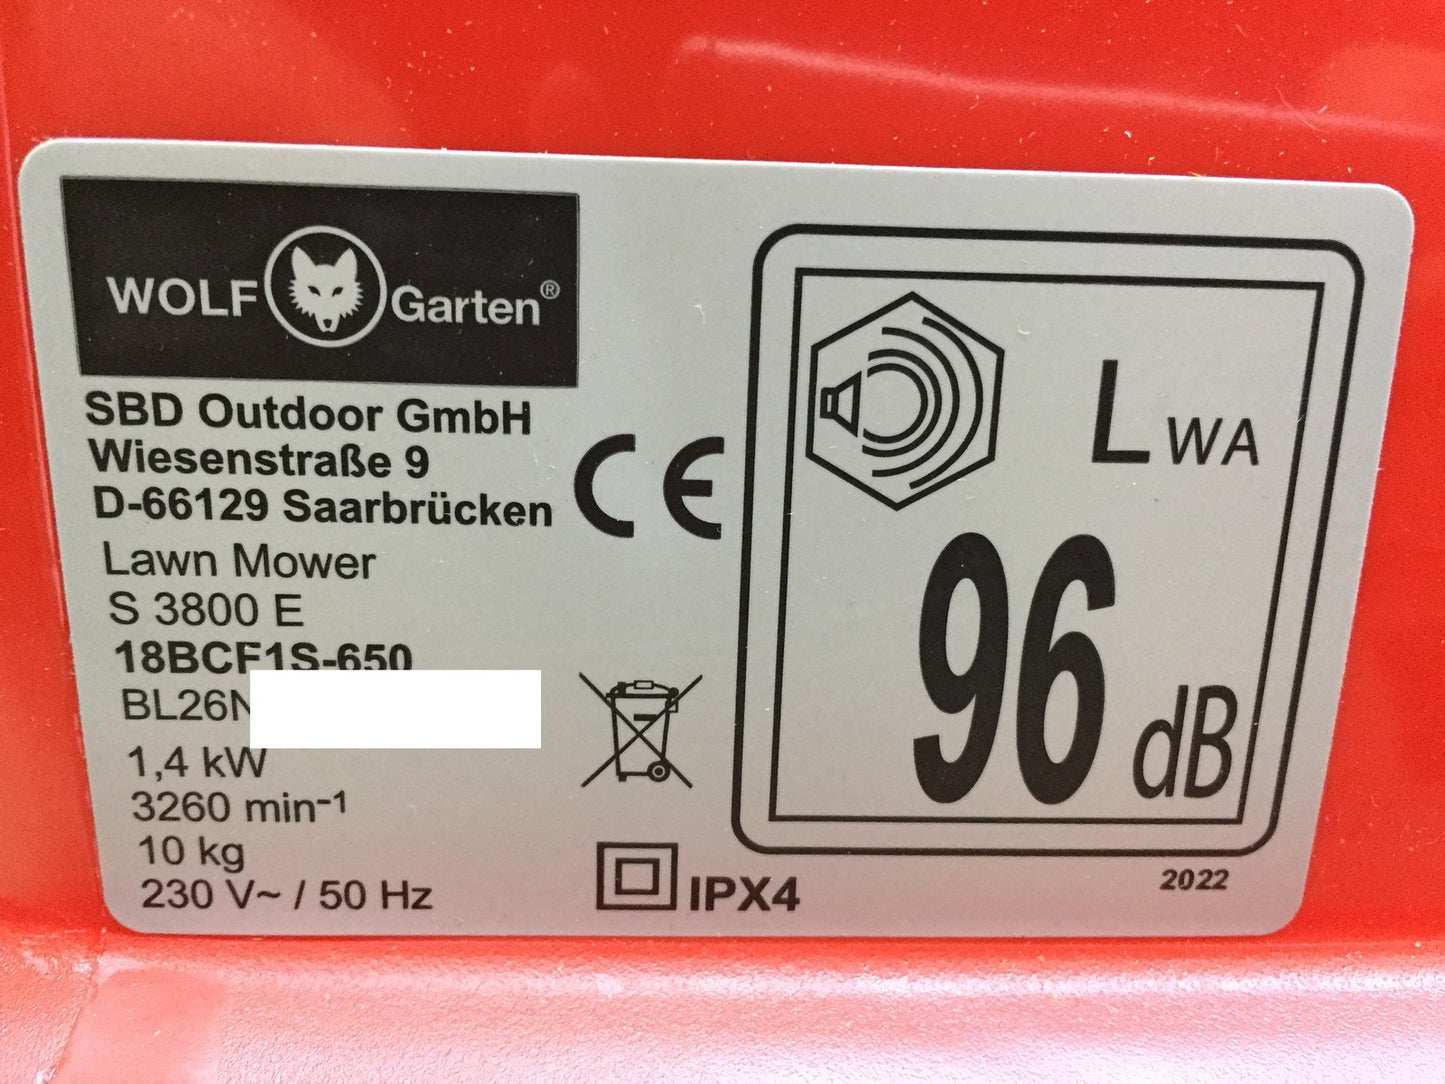 WOLF Garten®
SBD Outdoor GmbH
Wiesenstraße 9
D-66129 Saarbrücken
Lawn Mower
S 3800 E
18BCF1S-650
BL26N
1,4 kW
3260 min⁻¹
10 kg
230 V~ / 50 Hz
CE
IPX4
LWA
96 dB
2022